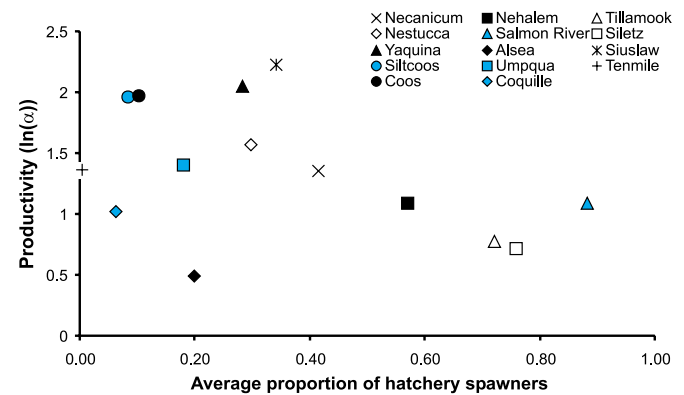 Necanicum Nehalem Tillamook
Nestucca Salmon River Siletz
Yaquina Alsea Siuslaw
Siltcoos Umpqua Tenmile
Coos Coquille
2.5
2
1.5
1
0.5
0
Productivity (ln(α))
0.00 0.20 0.40 0.60 0.80 1.00
Average proportion of hatchery spawners